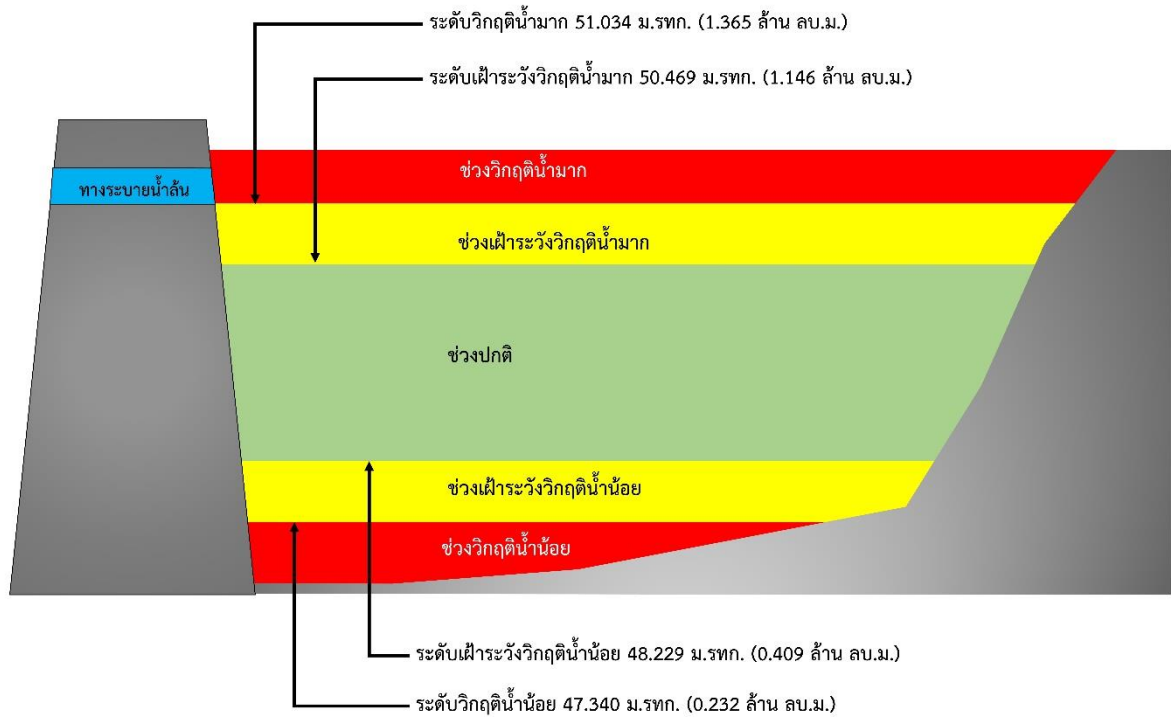 ระดับวิกฤติน้ำมาก 51.034 ม.รทก. (1.365 ล้าน ลบ.ม.)
ระดับเฝ้าระวังวิกฤติน้ำมาก 50.469 ม.รทก. (1.146 ล้าน ลบ.ม.)
ช่วงวิกฤติน้ำมาก
ทางระบายน้ำล้น
ช่วงเฝ้าระวังวิกฤติน้ำมาก
ช่วงปกติ
ช่วงเฝ้าระวังวิกฤติน้ำน้อย
ช่วงวิกฤติน้ำน้อย
ระดับเฝ้าระวังวิกฤติน้ำน้อย 48.229 ม.รทก. (0.409 ล้าน ลบ.ม.)
ระดับวิกฤติน้ำน้อย 47.340 ม.รทก. (0.232 ล้าน ลบ.ม.)